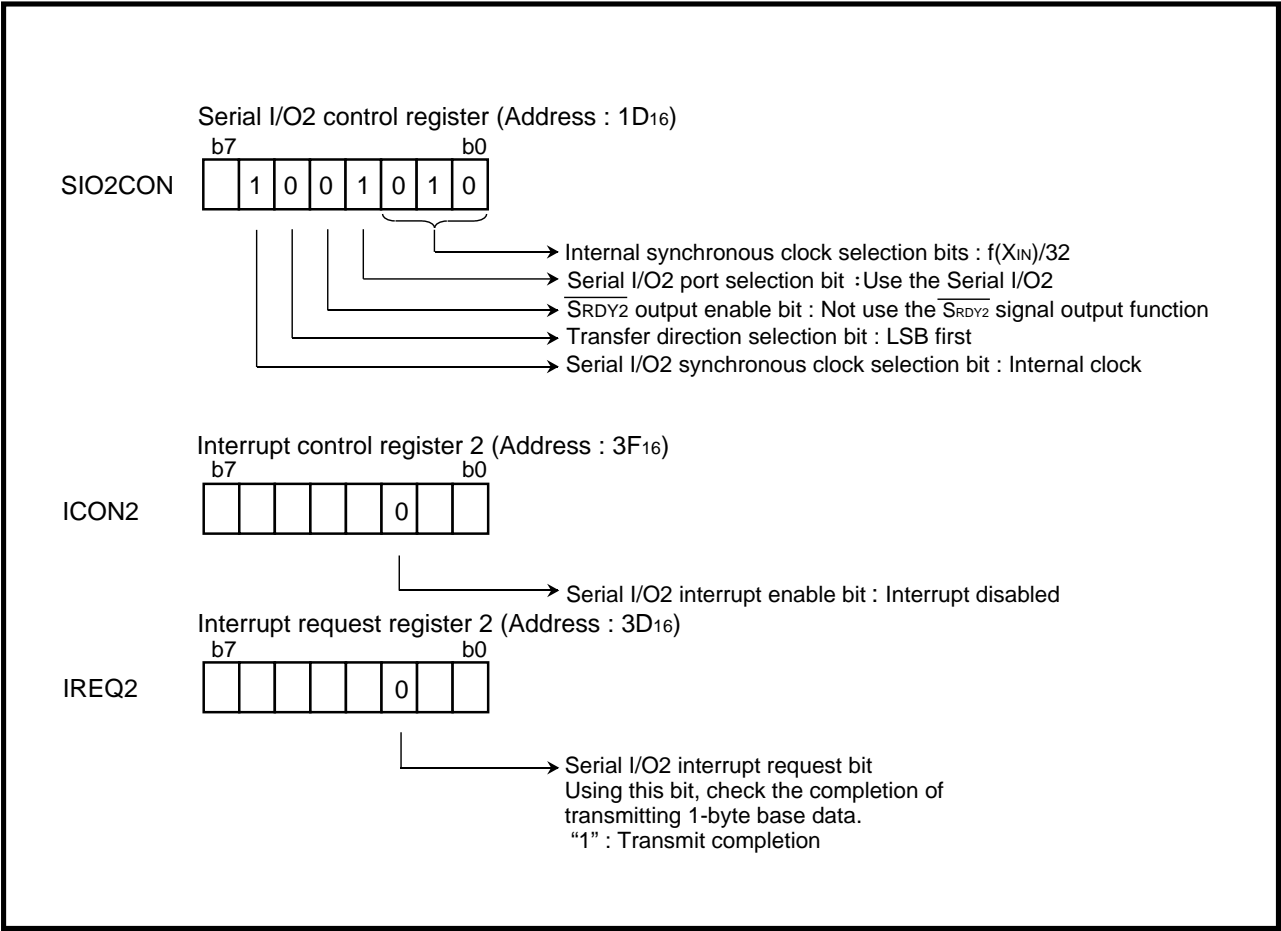 Serial I/O2 control register (Address : 1D16)
b7 b0
SIO2CON 1 0 0 1 0 1 0
Internal synchronous clock selection bits : f(XIN)/32
Serial I/O2 port selection bit : Use the Serial I/O2
SRDY2 output enable bit : Not use the SRDY2 signal output function
Transfer direction selection bit : LSB first
Serial I/O2 synchronous clock selection bit : Internal clock
Interrupt control register 2 (Address : 3F16)
b7 b0
ICON2 0
Serial I/O2 interrupt enable bit : Interrupt disabled
Interrupt request register 2 (Address : 3D16)
b7 b0
IREQ2 0
Serial I/O2 interrupt request bit
Using this bit, check the completion of
transmitting 1-byte base data.
“1” : Transmit completion